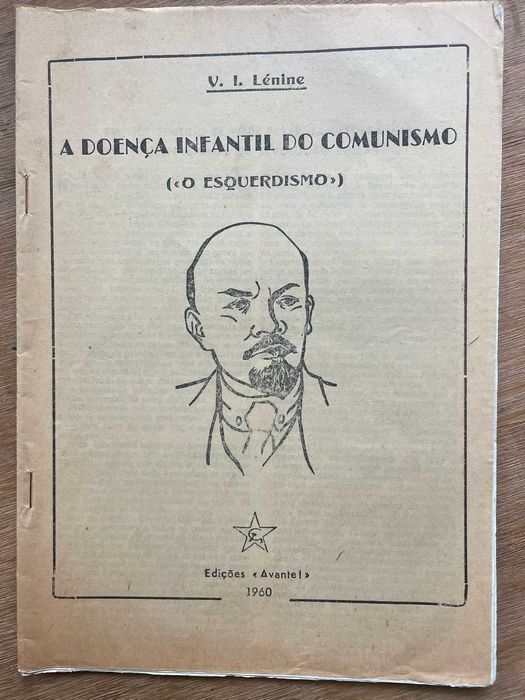 V. I. Lénine
A DOENÇA INFANTIL DO COMUNISMO
(«O ESQUERDISMO»)
Edições «Avante!»
1960